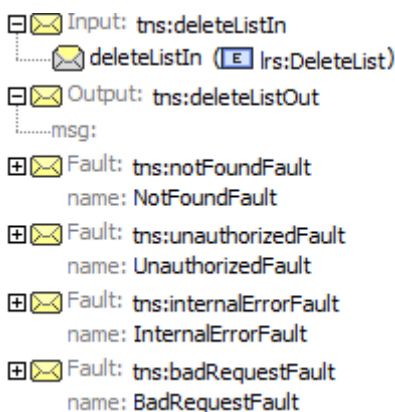 Input: tns:deleteListIn
deleteListIn (E lrs:DeleteList)
Output: tns:deleteListOut
msg:
Fault: tns:notFoundFault
name: NotFoundFault
Fault: tns:unauthorizedFault
name: UnauthorizedFault
Fault: tns:internalErrorFault
name: InternalErrorFault
Fault: tns:badRequestFault
name: BadRequestFault